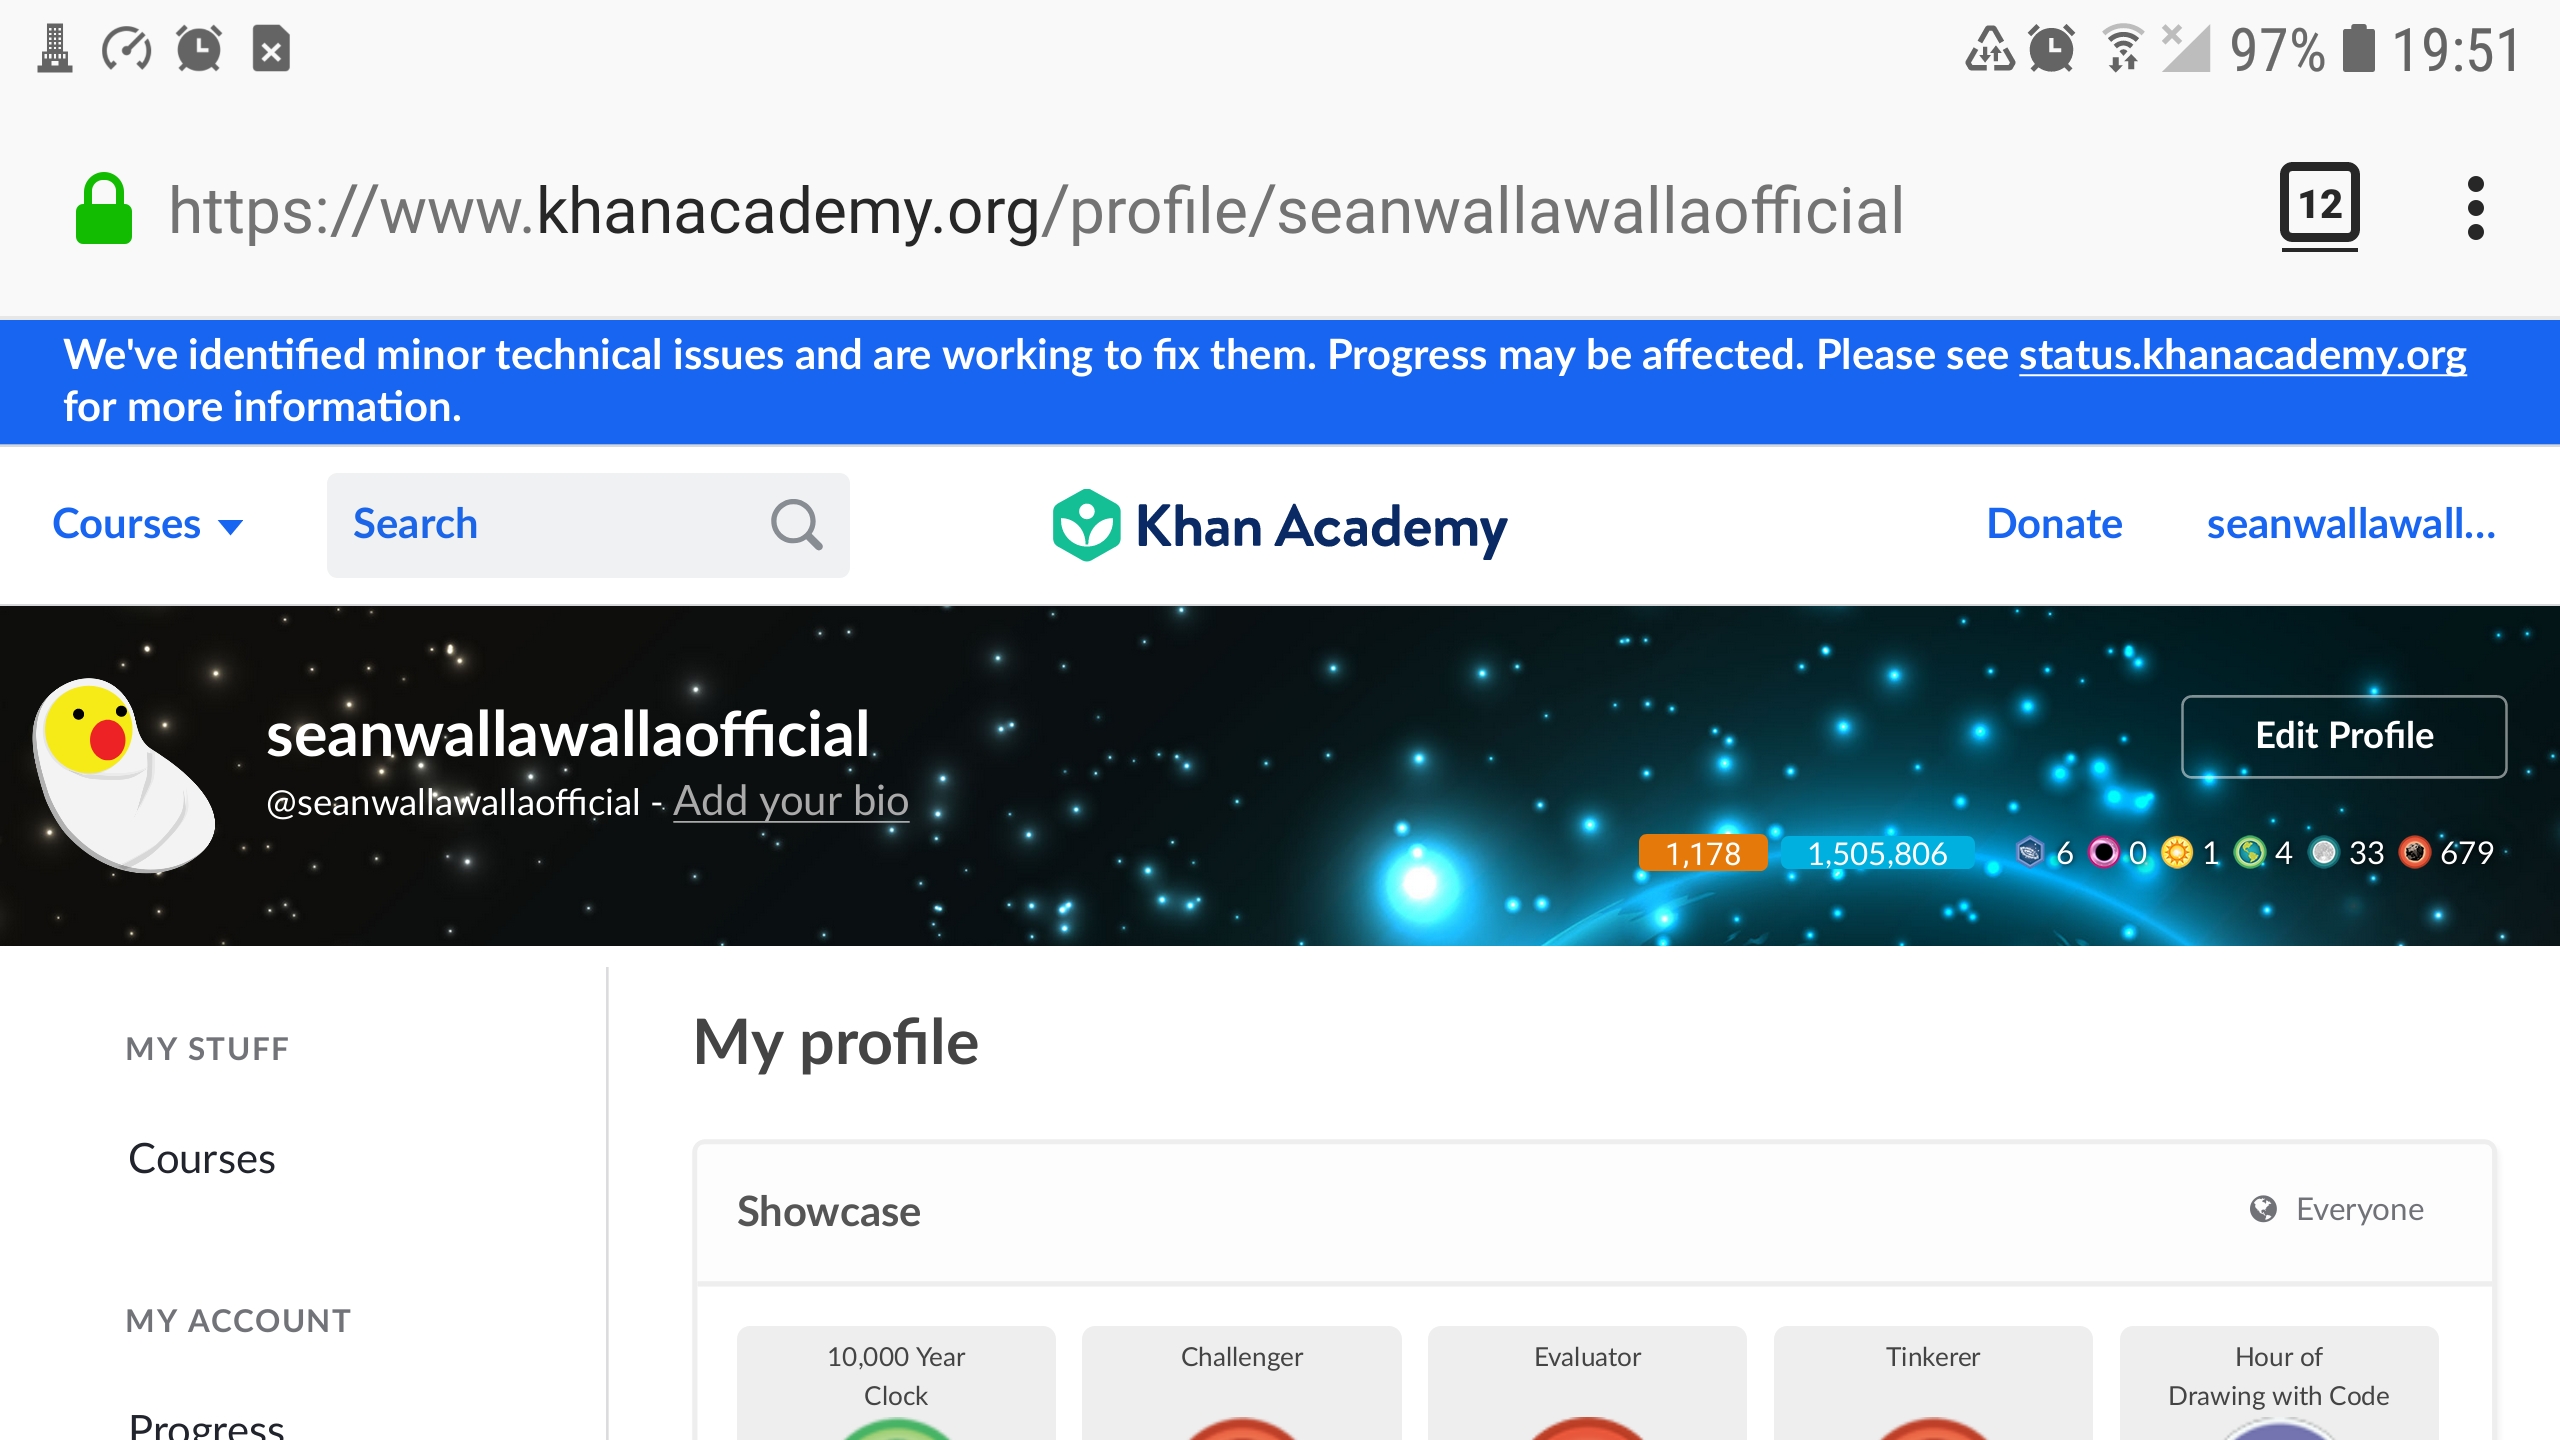 97% 19:51
https://www.khanacademy.org/profile/seanwallawallaofficial
12
We've identified minor technical issues and are working to fix them. Progress may be affected. Please see status.khanacademy.org
for more information.
Courses
Search
Khan Academy
Donate
seanwallawall...
seanwallawallaofficial
@seanwallawallaofficial - Add your bio
Edit Profile
1,178 1,505,806 6 0 1 4 33 679
MY STUFF
Courses
MY ACCOUNT
Progress
My profile
Showcase
Everyone
10,000 Year
Clock
Challenger
Evaluator
Tinkerer
Hour of
Drawing with Code